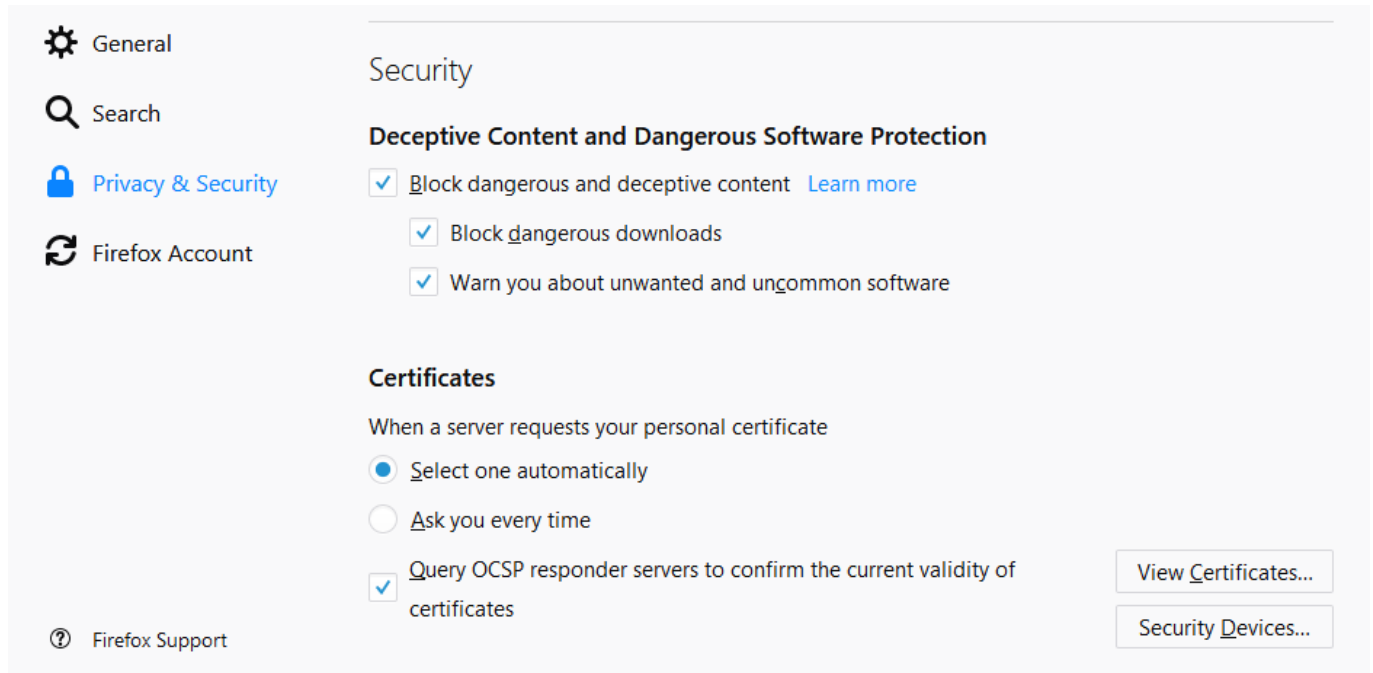 General
Search
Privacy & Security
Firefox Account
Firefox Support
Security
Deceptive Content and Dangerous Software Protection
Block dangerous and deceptive content Learn more
Block dangerous downloads
Warn you about unwanted and uncommon software
Certificates
When a server requests your personal certificate
Select one automatically
Ask you every time
Query OCSP responder servers to confirm the current validity of
certificates
View Certificates...
Security Devices...